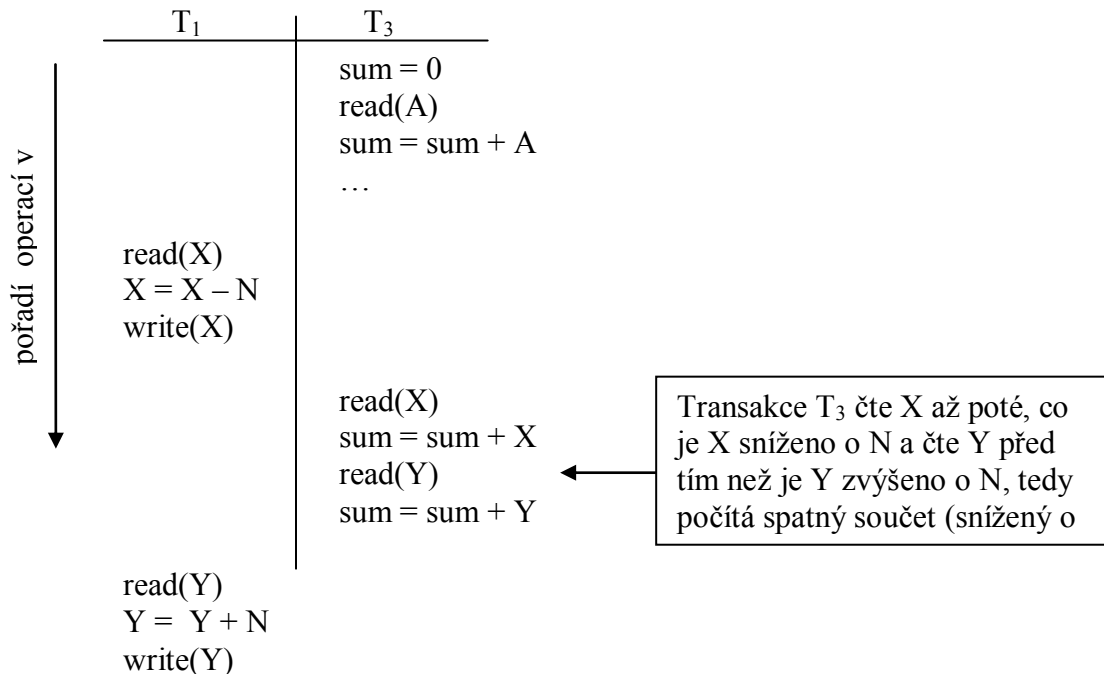 T₁ T₃
sum = 0
read(A)
sum = sum + A
…
pořadí operací v
read(X)
X = X – N
write(X)
read(X)
sum = sum + X
read(Y)
sum = sum + Y
Transakce T₃ čte X až poté, co
je X sníženo o N a čte Y před
tím než je Y zvýšeno o N, tedy
počítá spatný součet (snížený o
read(Y)
Y = Y + N
write(Y)